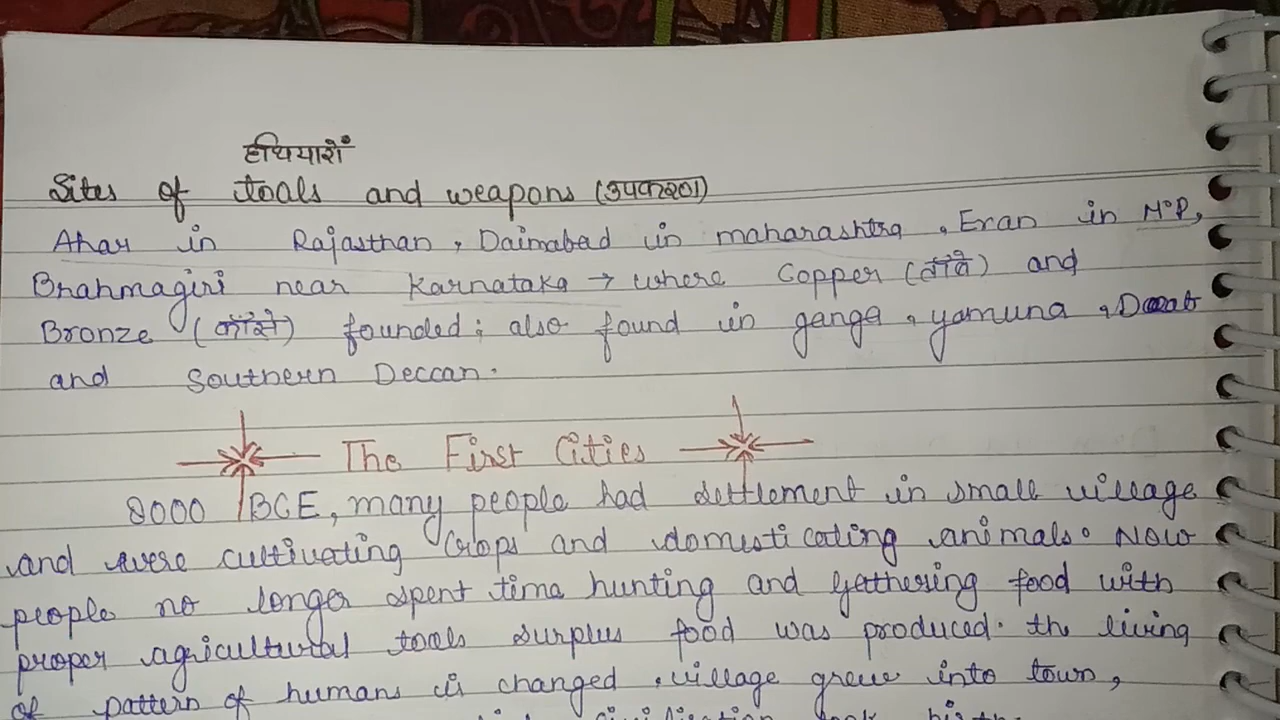 हथियारों
Sites of tools and weapons (उपकरण)
Ahar in Rajasthan, Daimabad in maharashtra, Eran in M.P,
Brahmagiri near Karnataka → where Copper (ताँबे) and
Bronze (काँसे) founded; also found in ganga, yamuna, Doab
and Southern Deccan.
The First Cities
8000 BCE, many people had settlement in small village
and were cultivating Crops and domesticating animals. Now
people no longer spent time hunting and gathering food with
proper agricultural tools surplus food was produced. the living
of pattern of humans is changed, village grew into town,